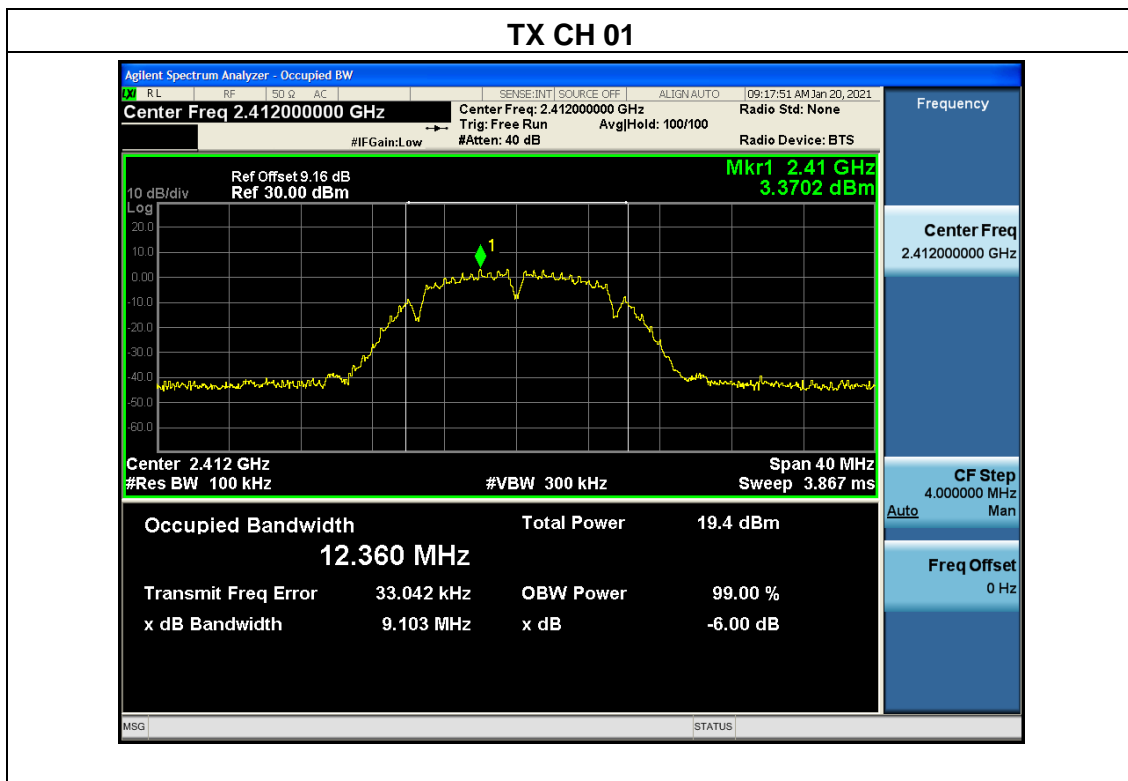 TX CH 01
Agilent Spectrum Analyzer - Occupied BW
LXI RL RF 50 Ω AC SENSE:INT SOURCE OFF ALIGN AUTO 09:17:51 AM Jan 20, 2021
Center Freq 2.412000000 GHz
Center Freq: 2.412000000 GHz
Radio Std: None
Trig: Free Run Avg|Hold: 100/100
#IFGain:Low
#Atten: 40 dB
Radio Device: BTS
Frequency
Mkr1 2.41 GHz
3.3702 dBm
Ref Offset 9.16 dB
10 dB/div Ref 30.00 dBm
Log
20.0
10.0
0.00
-10.0
-20.0
-30.0
-40.0
-50.0
-60.0
1
Center 2.412 GHz
Span 40 MHz
#Res BW 100 kHz
#VBW 300 kHz
Sweep 3.867 ms
Occupied Bandwidth
12.360 MHz
Total Power 19.4 dBm
Transmit Freq Error 33.042 kHz
OBW Power 99.00 %
x dB Bandwidth 9.103 MHz
x dB -6.00 dB
Center Freq
2.412000000 GHz
CF Step
4.000000 MHz
Auto Man
Freq Offset
0 Hz
MSG
STATUS